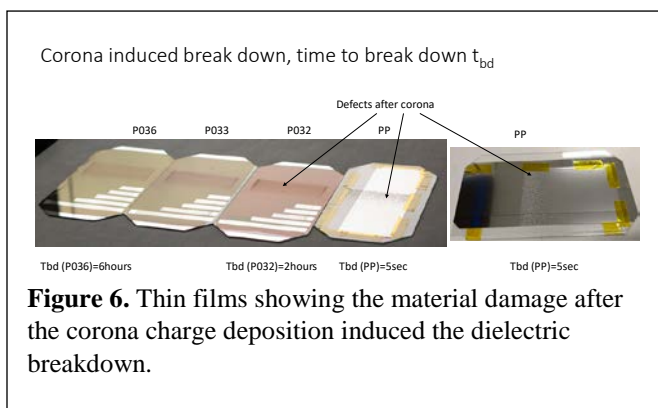 Corona induced break down, time to break down tbd
Defects after corona
P036 P033 P032 PP PP
Tbd (P036)=6hours Tbd (P032)=2hours Tbd (PP)=5sec Tbd (PP)=5sec
Figure 6. Thin films showing the material damage after
the corona charge deposition induced the dielectric
breakdown.